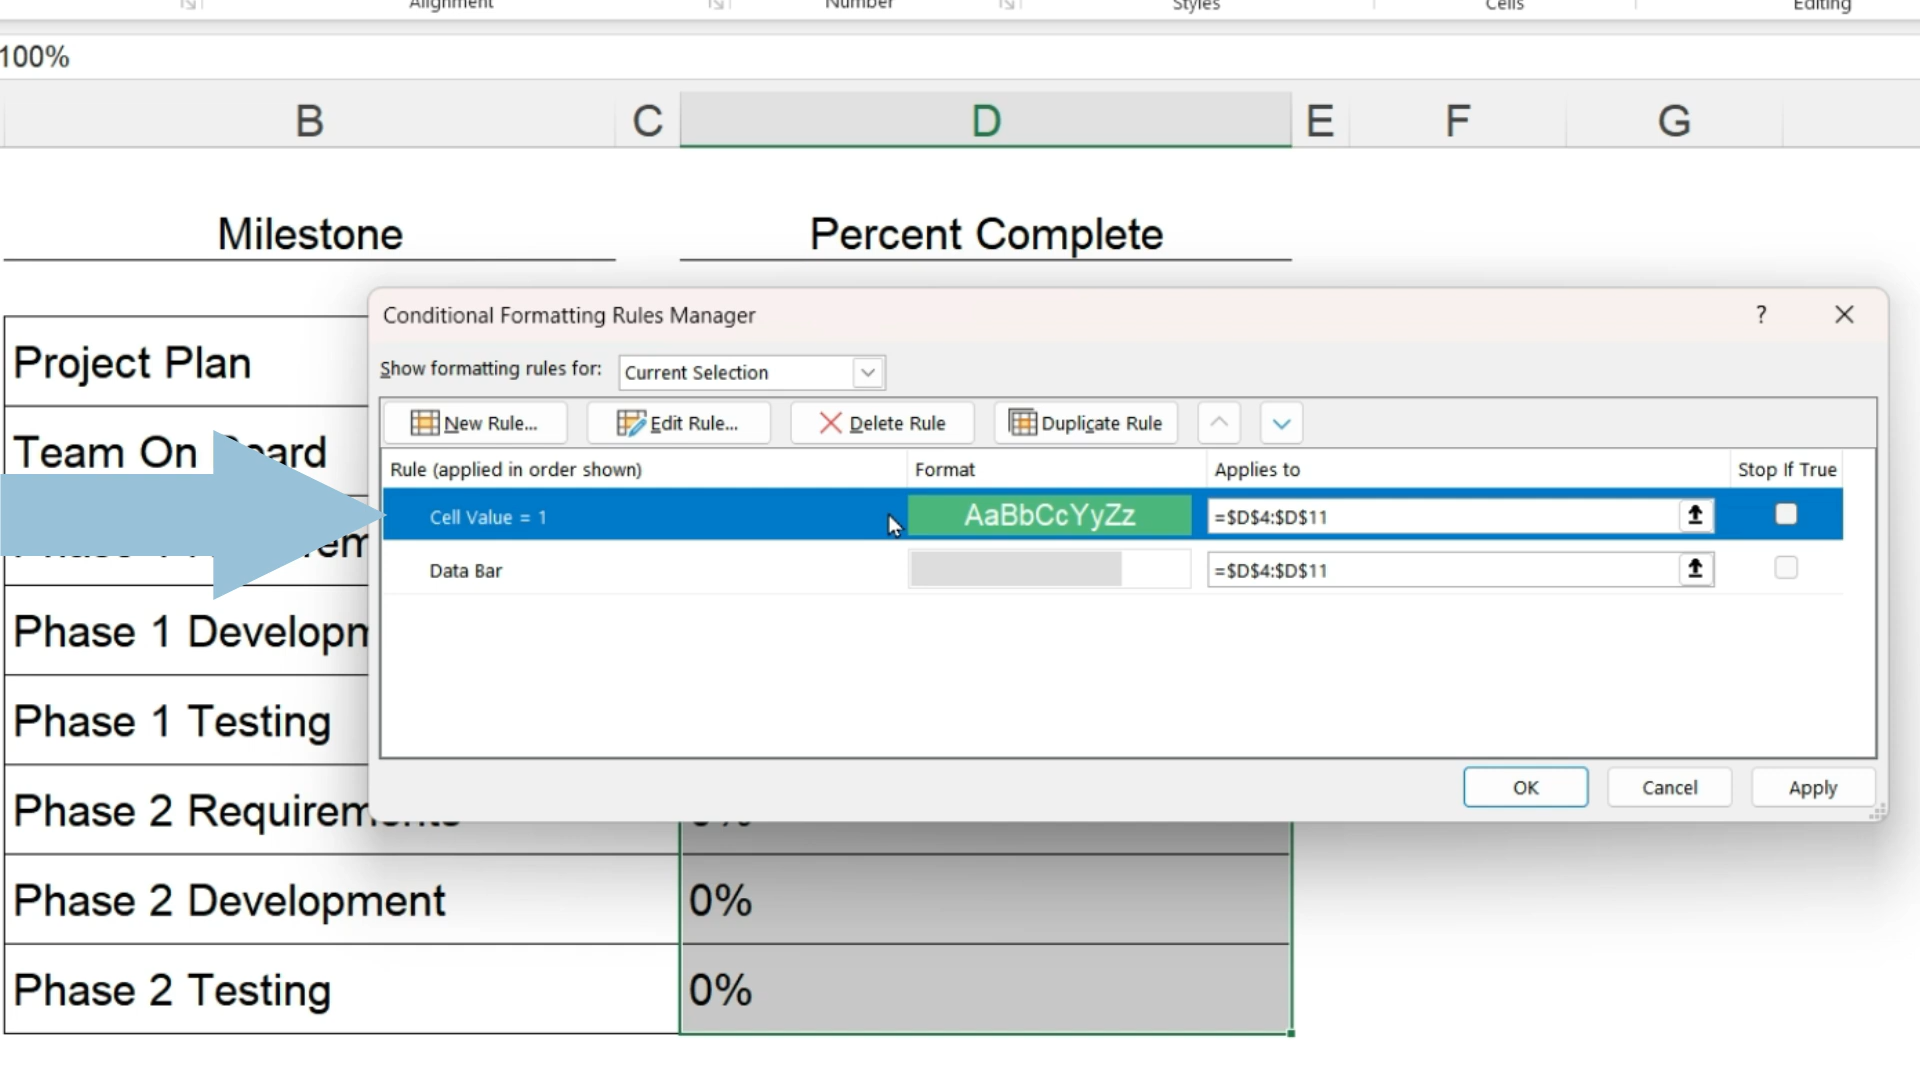 Alignment Number Styles Cells Editing
100%
B C D E F G
Milestone Percent Complete
Conditional Formatting Rules Manager ?
Project Plan
Show formatting rules for: Current Selection
New Rule... Edit Rule... Delete Rule Duplicate Rule
Team On Board
Rule (applied in order shown) Format Applies to Stop If True
Cell Value = 1 AaBbCcYyZz =$D$4:$D$11
Data Bar =$D$4:$D$11
Phase 1 Developm
Phase 1 Testing
OK Cancel Apply
Phase 2 Requirements
Phase 2 Development 0%
Phase 2 Testing 0%